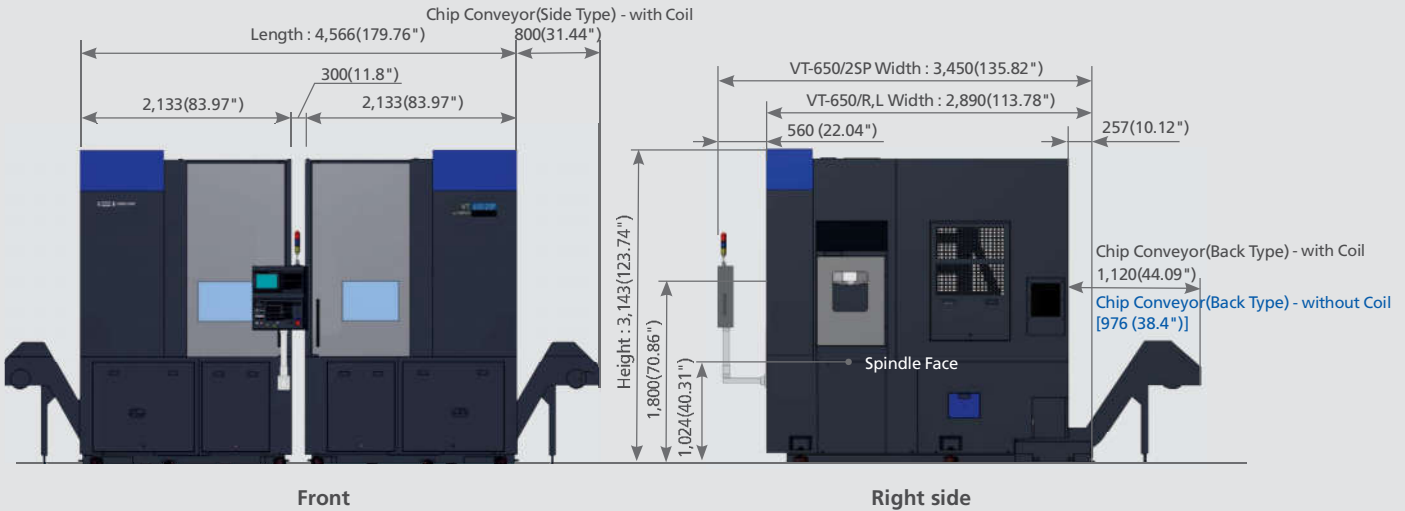 Chip Conveyor(Side Type) - with Coil
Length : 4,566(179.76")
800(31.44")
300(11.8")
2,133(83.97")
2,133(83.97")
VT-650/2SP Width : 3,450(135.82")
VT-650/R,L Width : 2,890(113.78")
560 (22.04")
257(10.12")
Height : 3,143(123.74")
1,800(70.86")
1,024(40.31")
Chip Conveyor(Back Type) - with Coil
1,120(44.09")
Chip Conveyor(Back Type) - without Coil
[976 (38.4")]
Spindle Face
Front
Right side